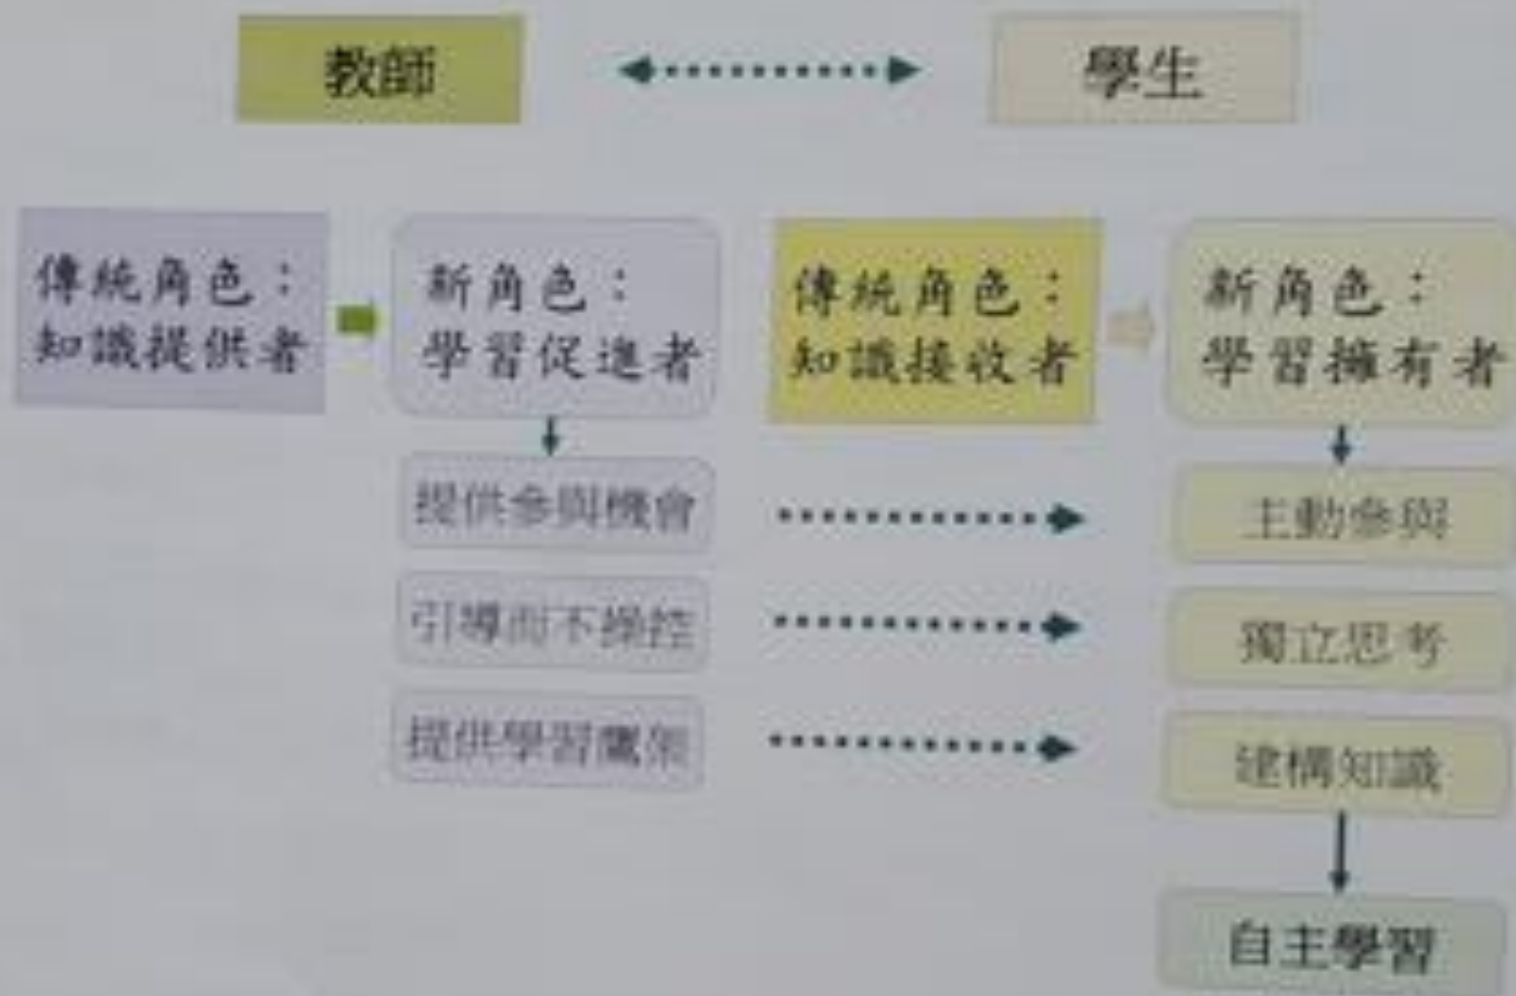 教師
學生
傳統角色：
知識提供者
新角色：
學習促進者
傳統角色：
知識接收者
新角色：
學習擁有者
提供參與機會
主動參與
引導而不操控
獨立思考
提供學習鷹架
建構知識
自主學習